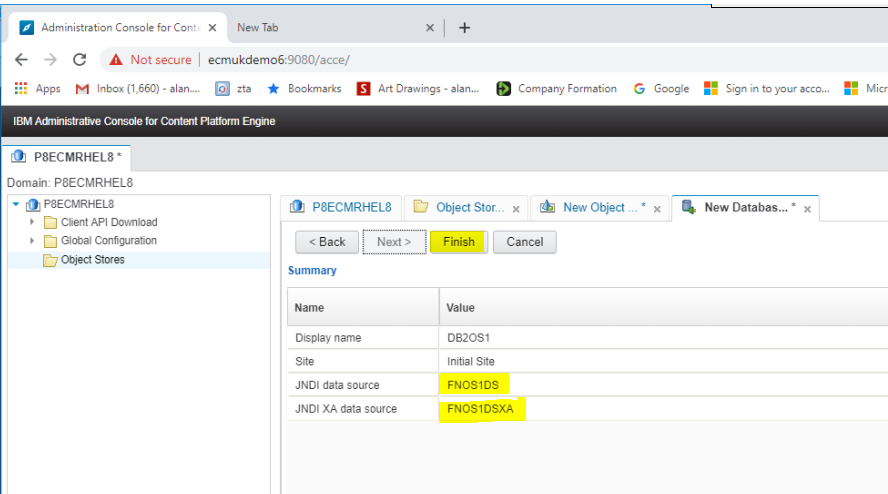 Administration Console for Conte × New Tab × +
Not secure | ecmukdemo6:9080/acce/
Apps Inbox (1,660) - alan.... zta Bookmarks Art Drawings - alan... Company Formation Google Sign in to your acco... Micr
IBM Administrative Console for Content Platform Engine
P8ECMRHEL8 *
Domain: P8ECMRHEL8
P8ECMRHEL8
Client API Download
Global Configuration
Object Stores
P8ECMRHEL8 Object Stor... × New Object ... * × New Databas... * ×
< Back Next > Finish Cancel
Summary
Name Value
Display name DB2OS1
Site Initial Site
JNDI data source FNOS1DS
JNDI XA data source FNOS1DSXA